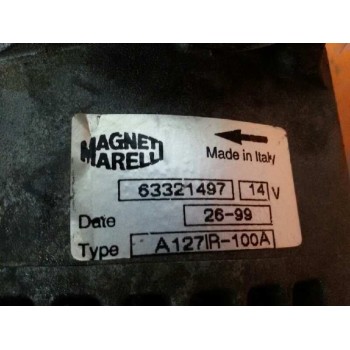 MAGNETI
MARELLI
Made in Italy
63321497 14 V
Date 26-99
Type A127IR-100A